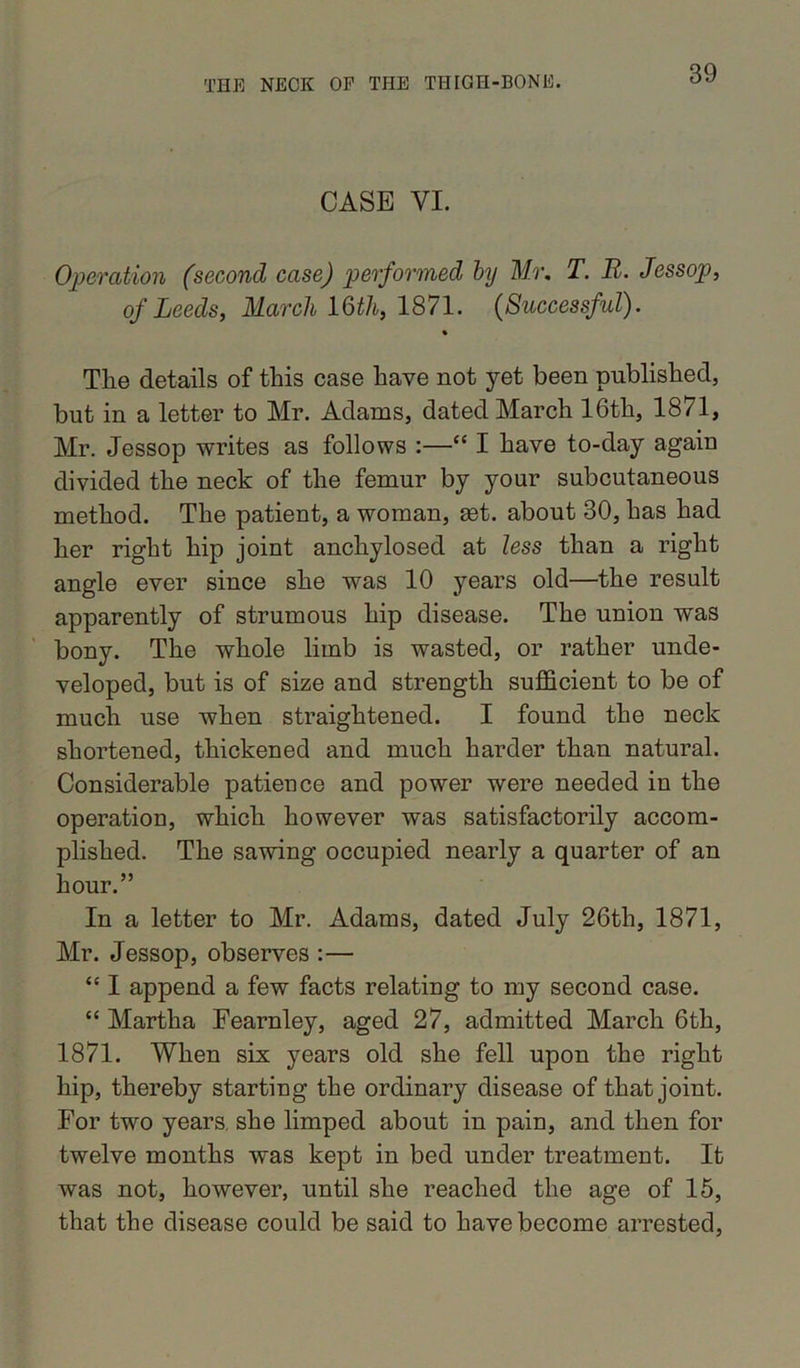 THE NECK OF THE THIGH-BONE.
39
CASE VI.
Operation (second case) performed by Mr. T. R. Jessop,
of Leeds, March 16th, 1871. (Successful).
The details of this case have not yet been published,
but in a letter to Mr. Adams, dated March 16th, 1871,
Mr. Jessop writes as follows :—“ I have to-day again
divided the neck of the femur by your subcutaneous
method. The patient, a woman, æt. about 30, has had
her right hip joint anchylosed at less than a right
angle ever since she was 10 years old—the result
apparently of strumous hip disease. The union was
bony. The whole limb is wasted, or rather unde-
veloped, but is of size and strength sufficient to be of
much use when straightened. I found the neck
shortened, thickened and much harder than natural.
Considerable patience and power were needed in the
operation, which however was satisfactorily accom-
plished. The sawing occupied nearly a quarter of an
hour.”
In a letter to Mr. Adams, dated July 26th, 1871,
Mr. Jessop, observes :—
“ I append a few facts relating to my second case.
“ Martha Fearnley, aged 27, admitted March 6th,
1871. When six years old she fell upon the right
hip, thereby starting the ordinary disease of that joint.
For two years she limped about in pain, and then for
twelve months was kept in bed under treatment. It
was not, however, until she reached the age of 15,
that the disease could be said to have become arrested,